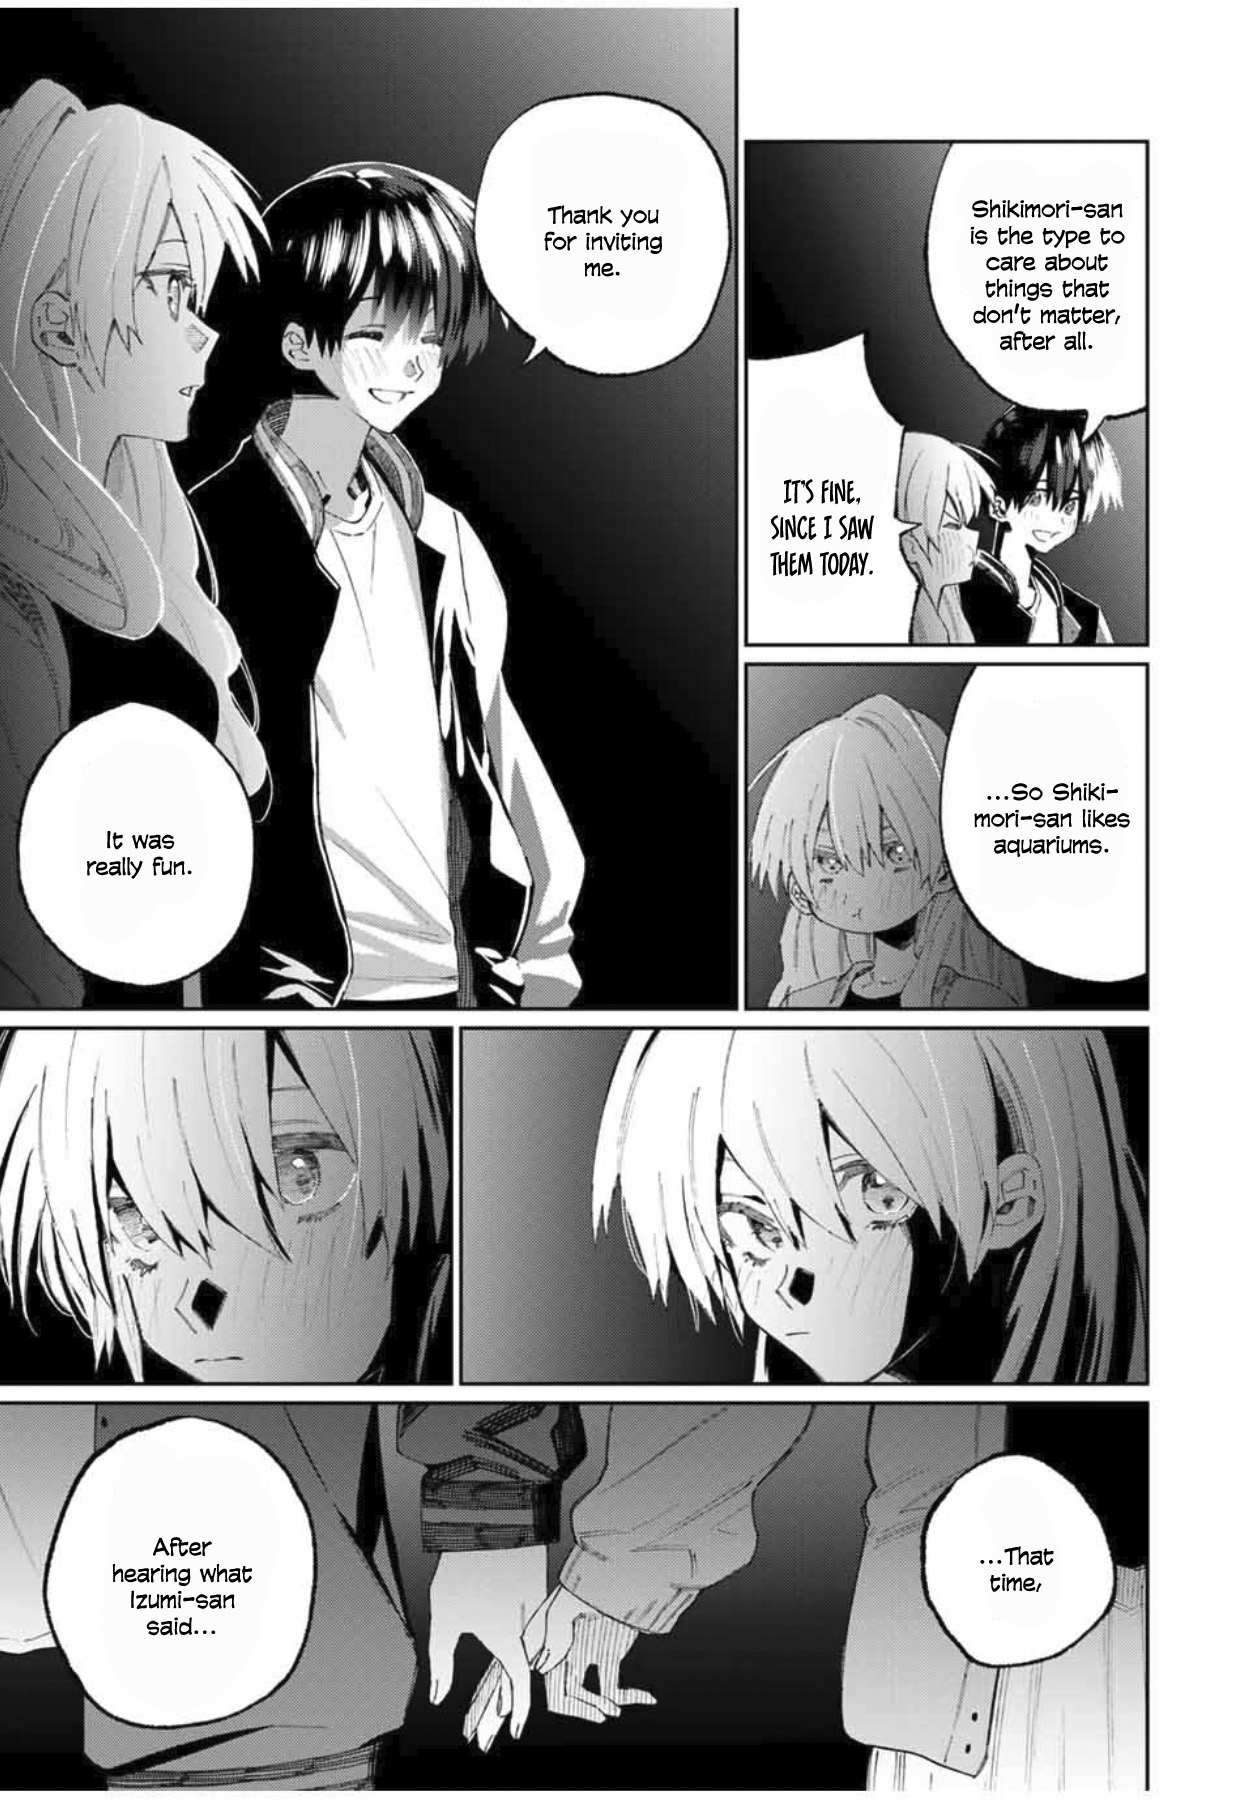 Shikimori-san
is the type to
care about
things that
don't matter,
after all.
IT'S FINE,
SINCE I SAW
THEM TODAY.
...So Shiki-
mori-san likes
aquariums.
Thank you
for inviting
me.
It was
really fun.
...That
time,
After
hearing what
Izumi-san
said...